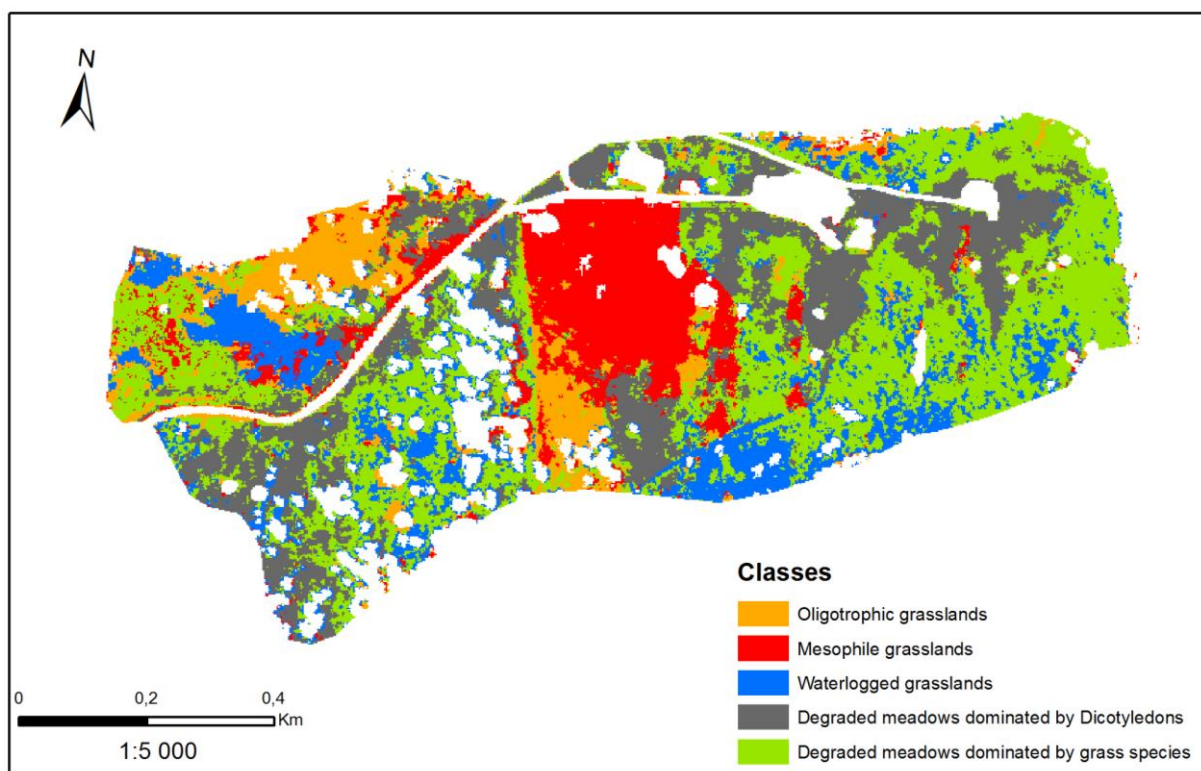 N
Classes
Oligotrophic grasslands
Mesophile grasslands
Waterlogged grasslands
Degraded meadows dominated by Dicotyledons
Degraded meadows dominated by grass species
0 0,2 0,4
Km
1:5 000